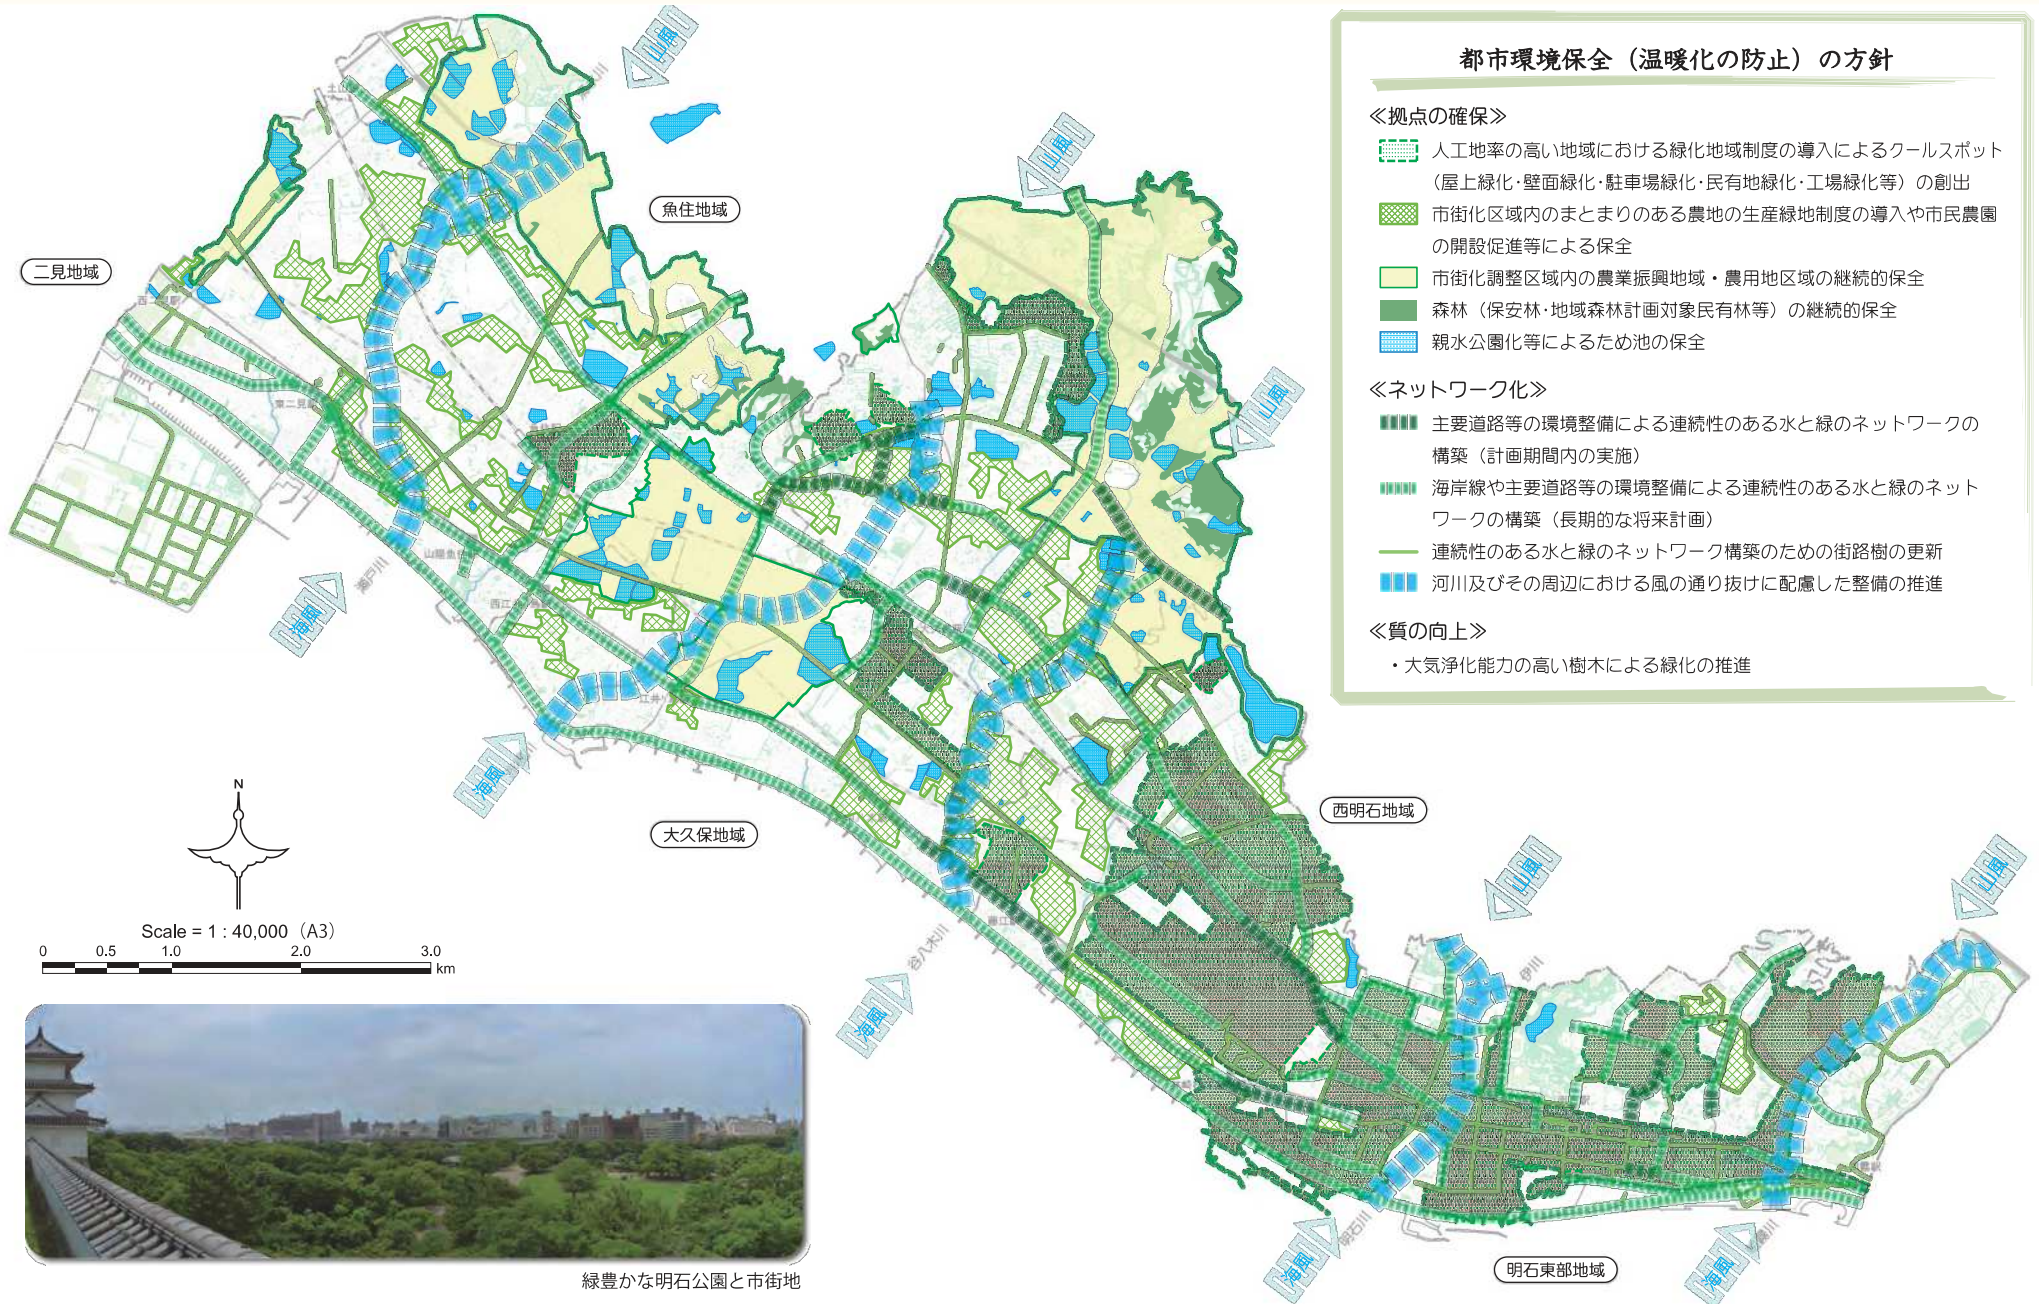 都市環境保全（温暖化の防止）の方針
≪拠点の確保≫
人工地率の高い地域における緑化地域制度の導入によるクールスポット
（屋上緑化・壁面緑化・駐車場緑化・民有地緑化・工場緑化等）の創出
市街化区域内のまとまりのある農地の生産緑地制度の導入や市民農園
の開設促進等による保全
市街化調整区域内の農業振興地域・農用地区域の継続的保全
森林（保安林・地域森林計画対象民有林等）の継続的保全
親水公園化等によるため池の保全
≪ネットワーク化≫
主要道路等の環境整備による連続性のある水と緑のネットワークの
構築（計画期間内の実施）
海岸線や主要道路等の環境整備による連続性のある水と緑のネット
ワークの構築（長期的な将来計画）
連続性のある水と緑のネットワーク構築のための街路樹の更新
河川及びその周辺における風の通り抜けに配慮した整備の推進
≪質の向上≫
・大気浄化能力の高い樹木による緑化の推進
山風
山風
山風
山風
山風
魚住地域
二見地域
大久保地域
西明石地域
明石東部地域
海風
海風
海風
海風
海風
瀬戸川
谷八木川
伊川
明石川
N
Scale = 1 : 40,000（A3）
0 0.5 1.0 2.0 3.0
km
緑豊かな明石公園と市街地